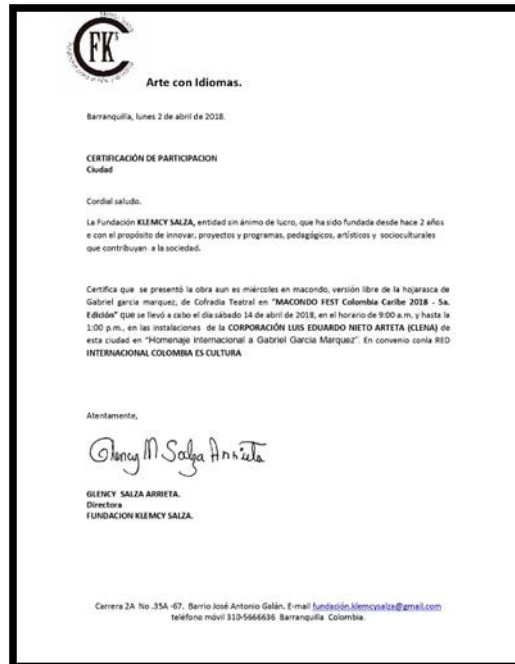 FKˢ
Arte con Idiomas.
Barranquilla, lunes 2 de abril de 2018.
CERTIFICACIÓN DE PARTICIPACION
Ciudad
Cordial saludo.
La Fundación KLEMCY SALZA, entidad sin ánimo de lucro, que ha sido fundada desde hace 2 años
e con el propósito de innovar, proyectos y programas, pedagógicos, artísticos y socioculturales
que contribuyan a la sociedad.
Certifica que se presentó la obra aun es miércoles en macondo, versión libre de la hojarasca de
Gabriel garcia marquez, de Cofradia Teatral en "MACONDO FEST Colombia Caribe 2018 - 5a.
Edición" que se llevó a cabo el día sábado 14 de abril de 2018, en el horario de 9:00 a.m. y hasta la
1:00 p.m., en las instalaciones de la CORPORACIÓN LUIS EDUARDO NIETO ARTETA (CLENA) de
esta ciudad en "Homenaje internacional a Gabriel Garcia Marquez". En convenio conla RED
INTERNACIONAL COLOMBIA ES CULTURA
Atentamente,
Glency M Salza Arrieta
GLENCY SALZA ARRIETA.
Directora
FUNDACION KLEMCY SALZA.
Carrera 2A No .35A -67. Barrio José Antonio Galán. E-mail fundación.klemcysalza@gmail.com
teléfono móvil 310-5666636 Barranquilla Colombia.